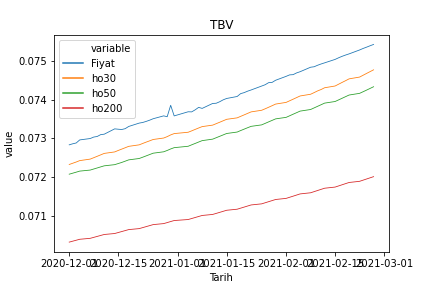 TBV
variable
Fiyat
ho30
ho50
ho200
value
0.075
0.074
0.073
0.072
0.071
2020-12-01
2020-12-15
2021-01-01
2021-01-15
2021-02-01
2021-02-15
2021-03-01
Tarih